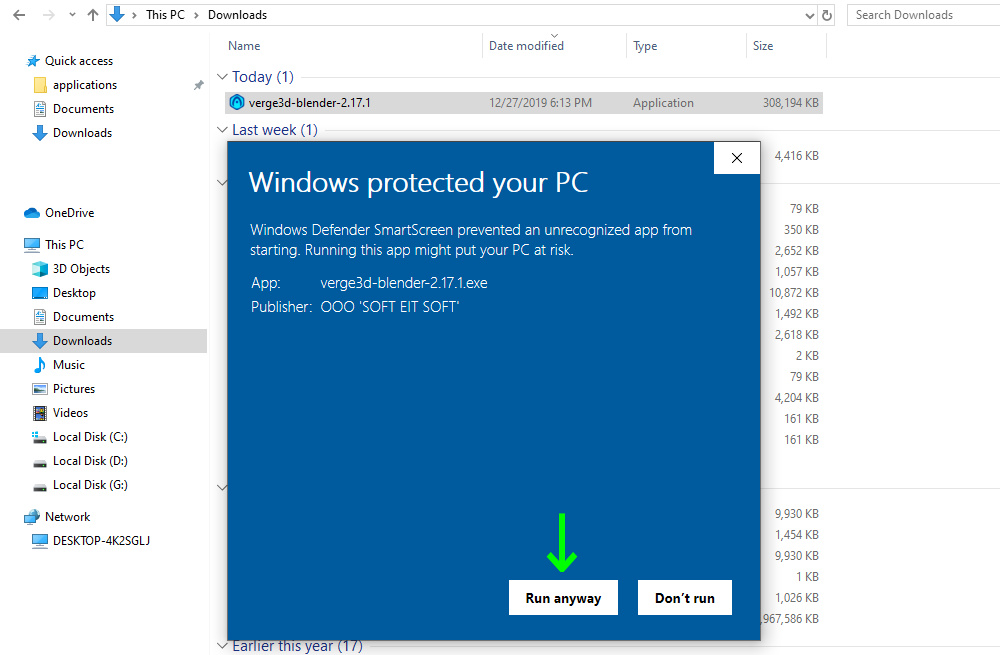 This PC > Downloads
Search Downloads
Name Date modified Type Size
Quick access
applications
Documents
Downloads
OneDrive
This PC
3D Objects
Desktop
Documents
Downloads
Music
Pictures
Videos
Local Disk (C:)
Local Disk (D:)
Local Disk (G:)
Network
DESKTOP-4K2SGLJ
Today (1)
verge3d-blender-2.17.1 12/27/2019 6:13 PM Application 308,194 KB
Last week (1)
4,416 KB
79 KB
350 KB
2,652 KB
1,057 KB
10,872 KB
1,492 KB
2,618 KB
2 KB
79 KB
4,204 KB
161 KB
161 KB
9,930 KB
1,454 KB
9,930 KB
1 KB
1,026 KB
,967,586 KB
Earlier this year (17)
Windows protected your PC
Windows Defender SmartScreen prevented an unrecognized app from
starting. Running this app might put your PC at risk.
App: verge3d-blender-2.17.1.exe
Publisher: OOO 'SOFT EIT SOFT'
Run anyway Don't run